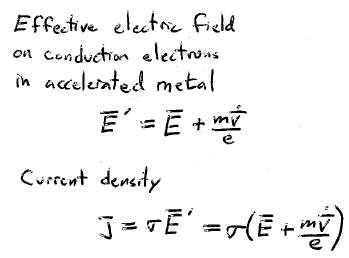 Effective electric field
on conduction electrons
in accelerated metal
E̅′ = E̅ + mv̇̅/e
Current density
J̅ = σE̅′ = σ(E̅ + mv̇̅/e)